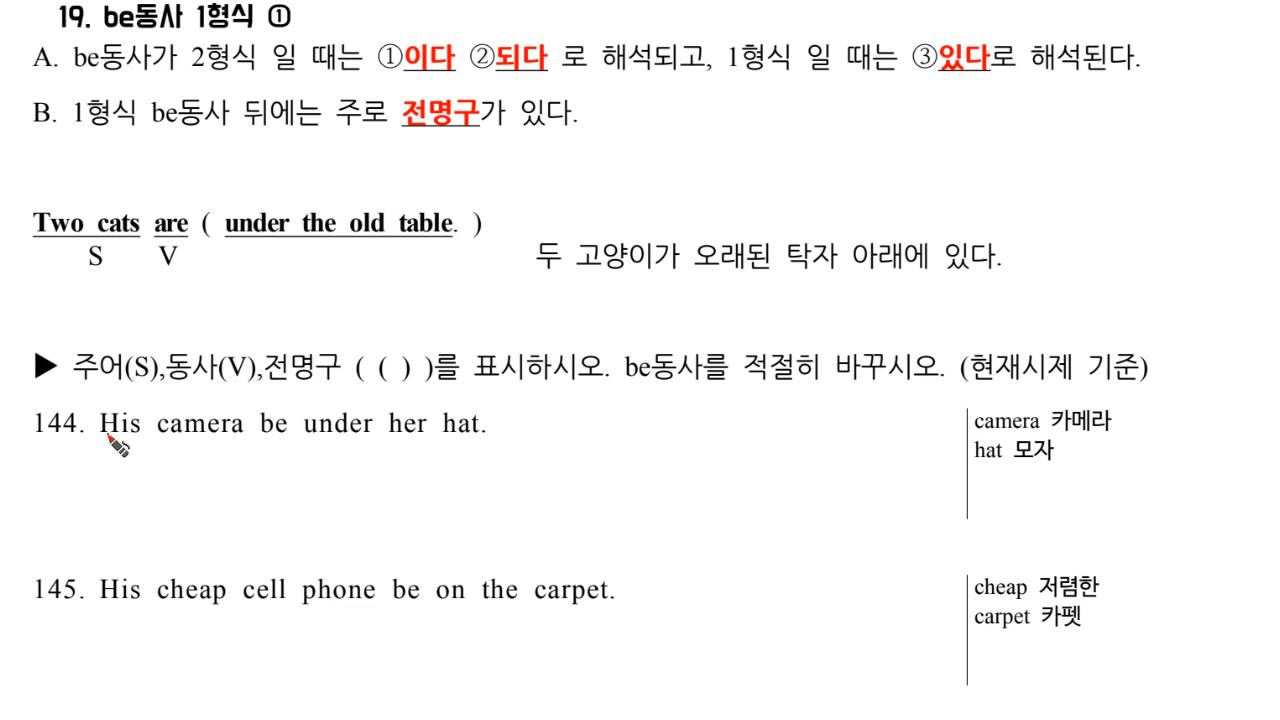 19. be동사 1형식 ①
A. be동사가 2형식 일 때는 ①이다 ②되다 로 해석되고, 1형식 일 때는 ③있다로 해석된다.
B. 1형식 be동사 뒤에는 주로 전명구가 있다.
Two cats are ( under the old table. )
S V
두 고양이가 오래된 탁자 아래에 있다.
▶ 주어(S),동사(V),전명구 ( ( ) )를 표시하시오. be동사를 적절히 바꾸시오. (현재시제 기준)
144. His camera be under her hat.
camera 카메라
hat 모자
145. His cheap cell phone be on the carpet.
cheap 저렴한
carpet 카펫